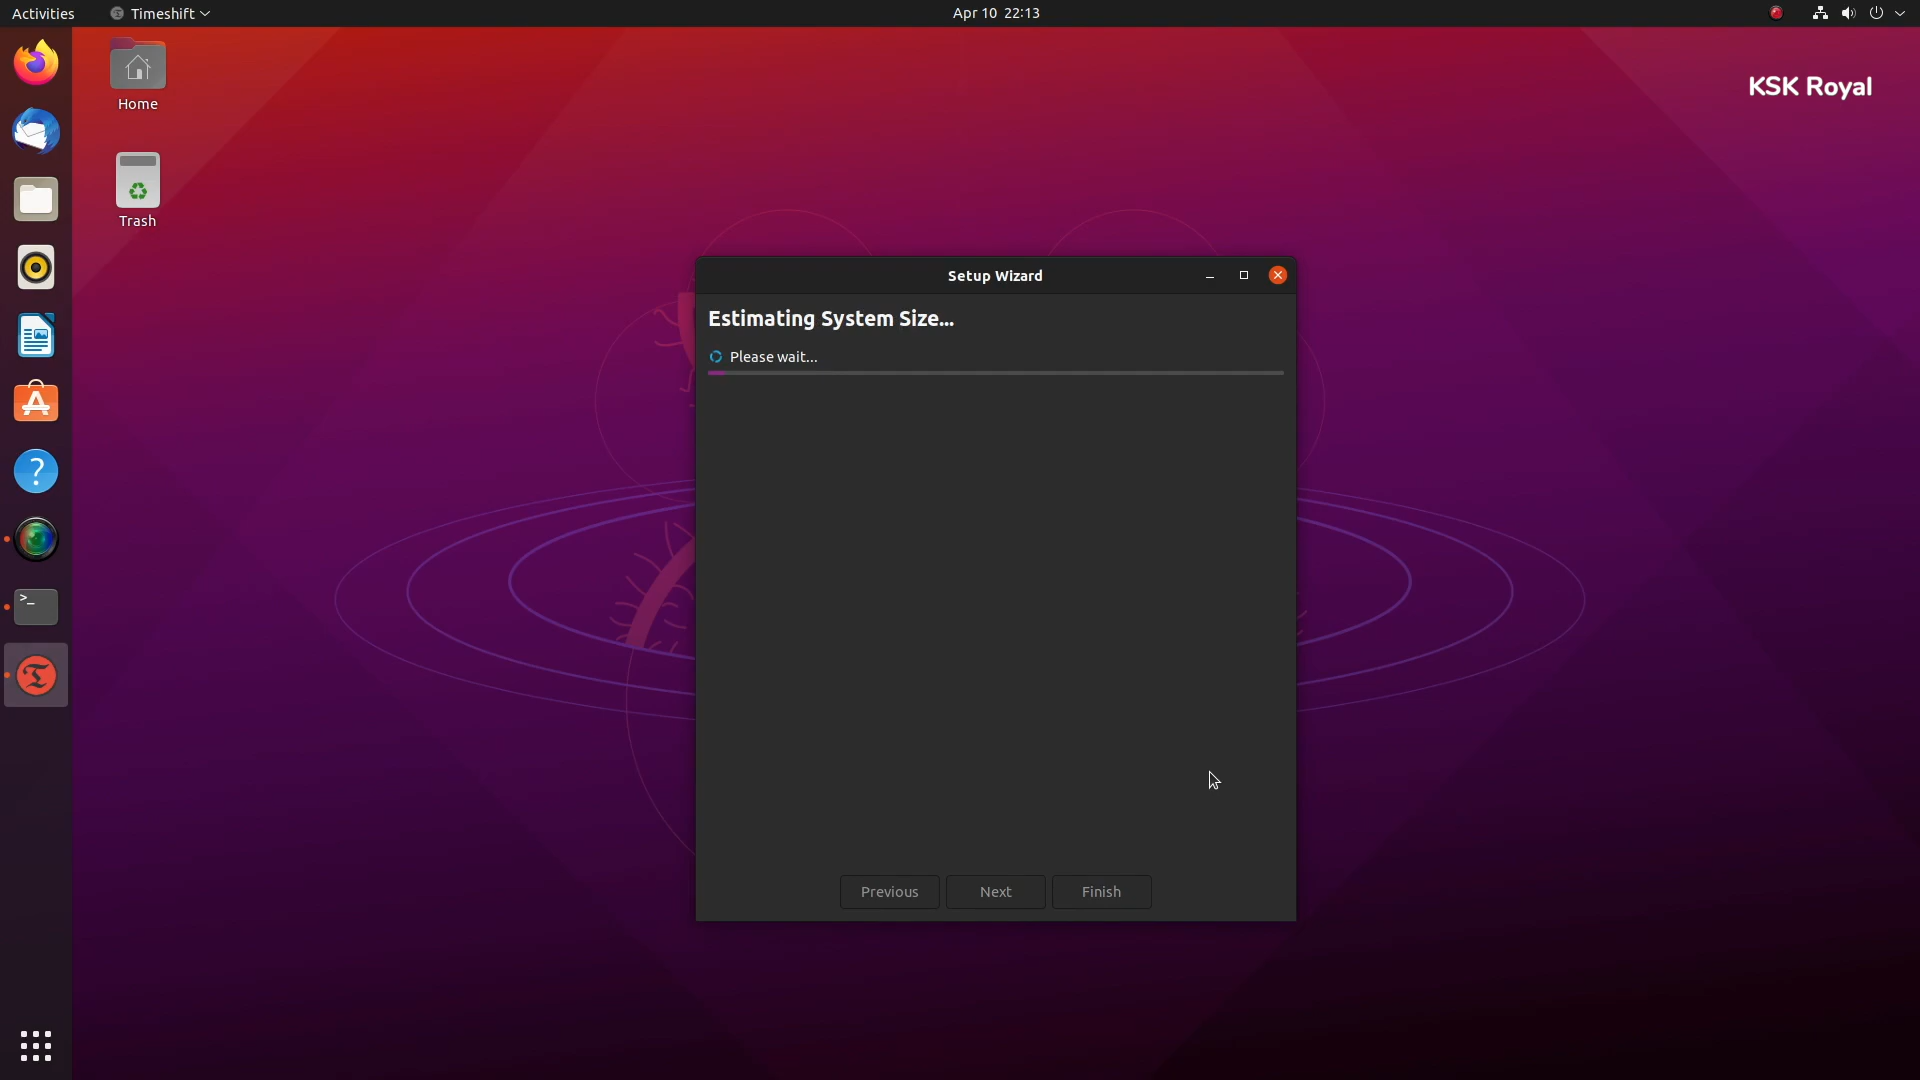 Activities
Timeshift
Apr 10 22:13
Home
KSK Royal
Trash
Setup Wizard
Estimating System Size...
Please wait...
Previous
Next
Finish